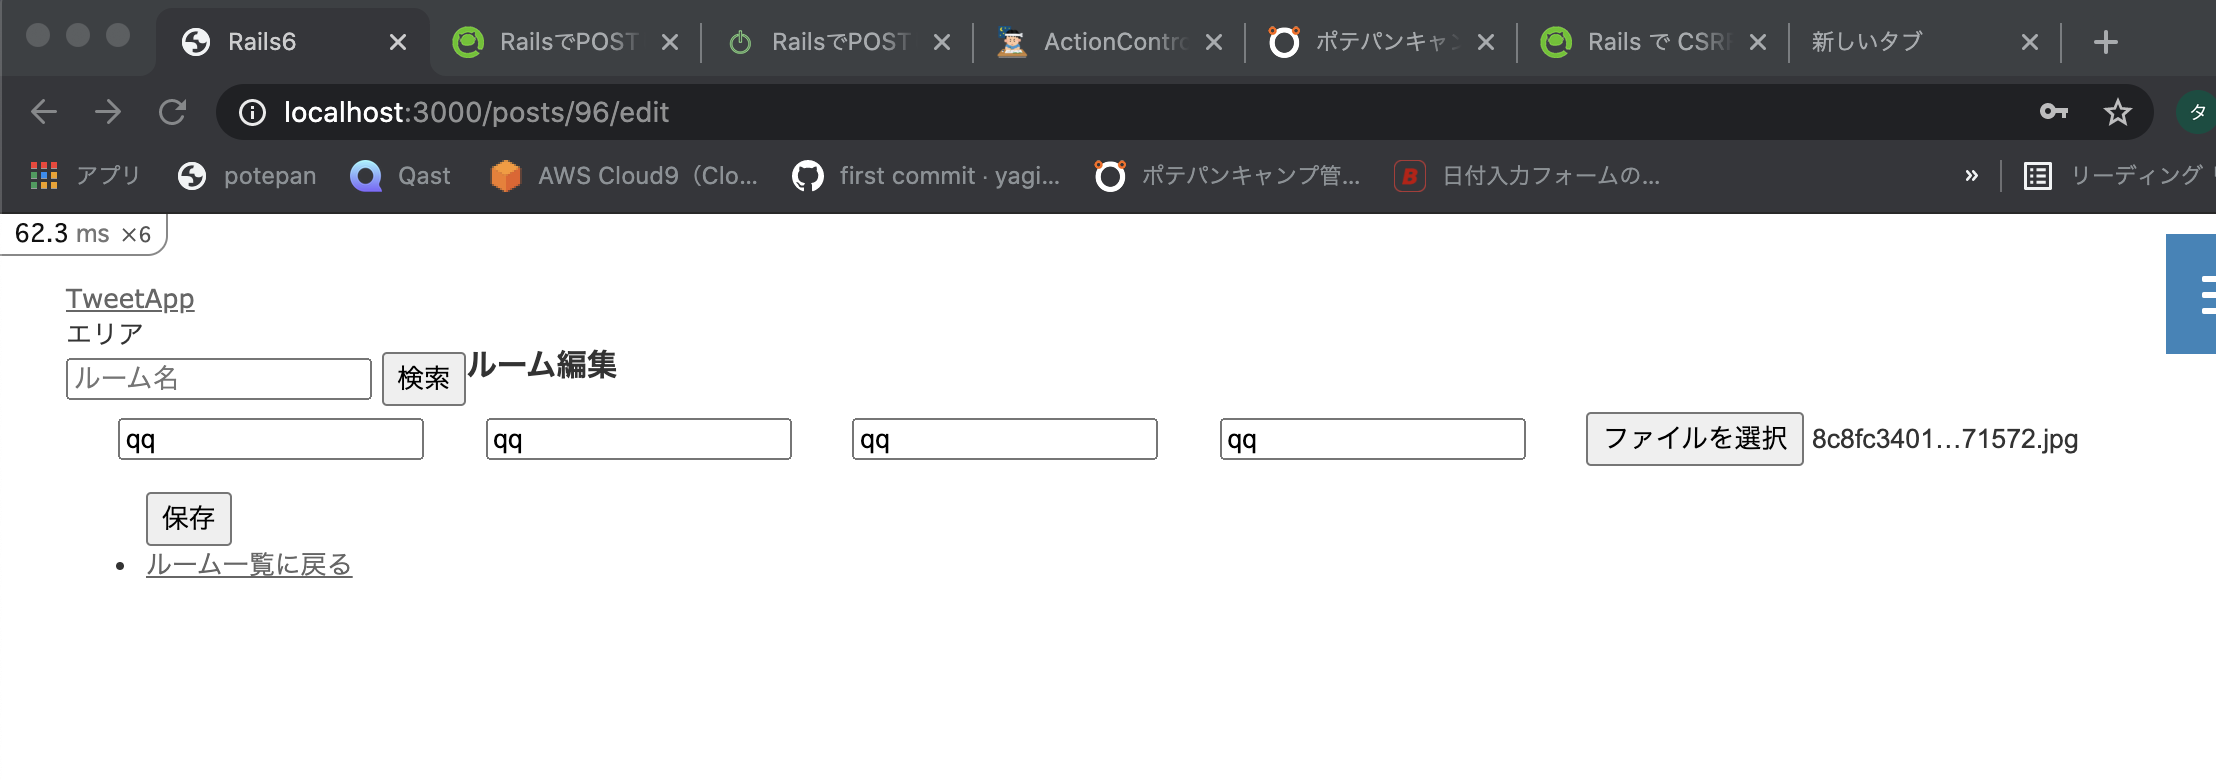 Rails6
RailsでPOST
RailsでPOST
ActionContro
ポテパンキャン
Rails で CSRF
新しいタブ
localhost:3000/posts/96/edit
タ
アプリ
potepan
Qast
AWS Cloud9（Clo...
first commit · yagi...
ポテパンキャンプ管...
B
日付入力フォームの...
»
リーディング
62.3 ms ×6
TweetApp
エリア
ルーム名
検索
ルーム編集
qq
qq
qq
qq
ファイルを選択
8c8fc3401…71572.jpg
保存
• ルーム一覧に戻る